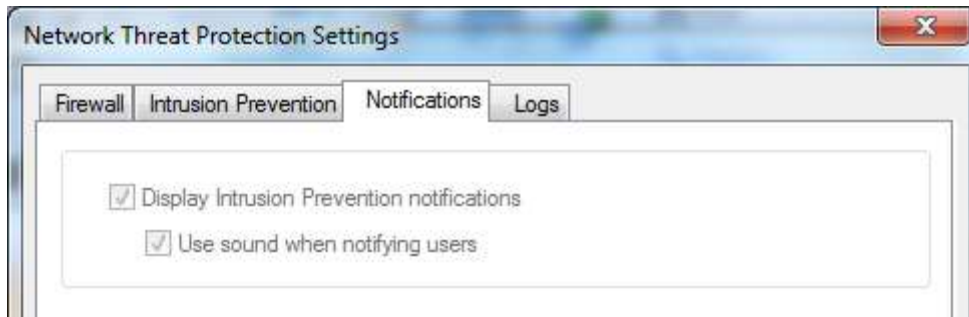 Network Threat Protection Settings
Firewall Intrusion Prevention Notifications Logs
Display Intrusion Prevention notifications
Use sound when notifying users